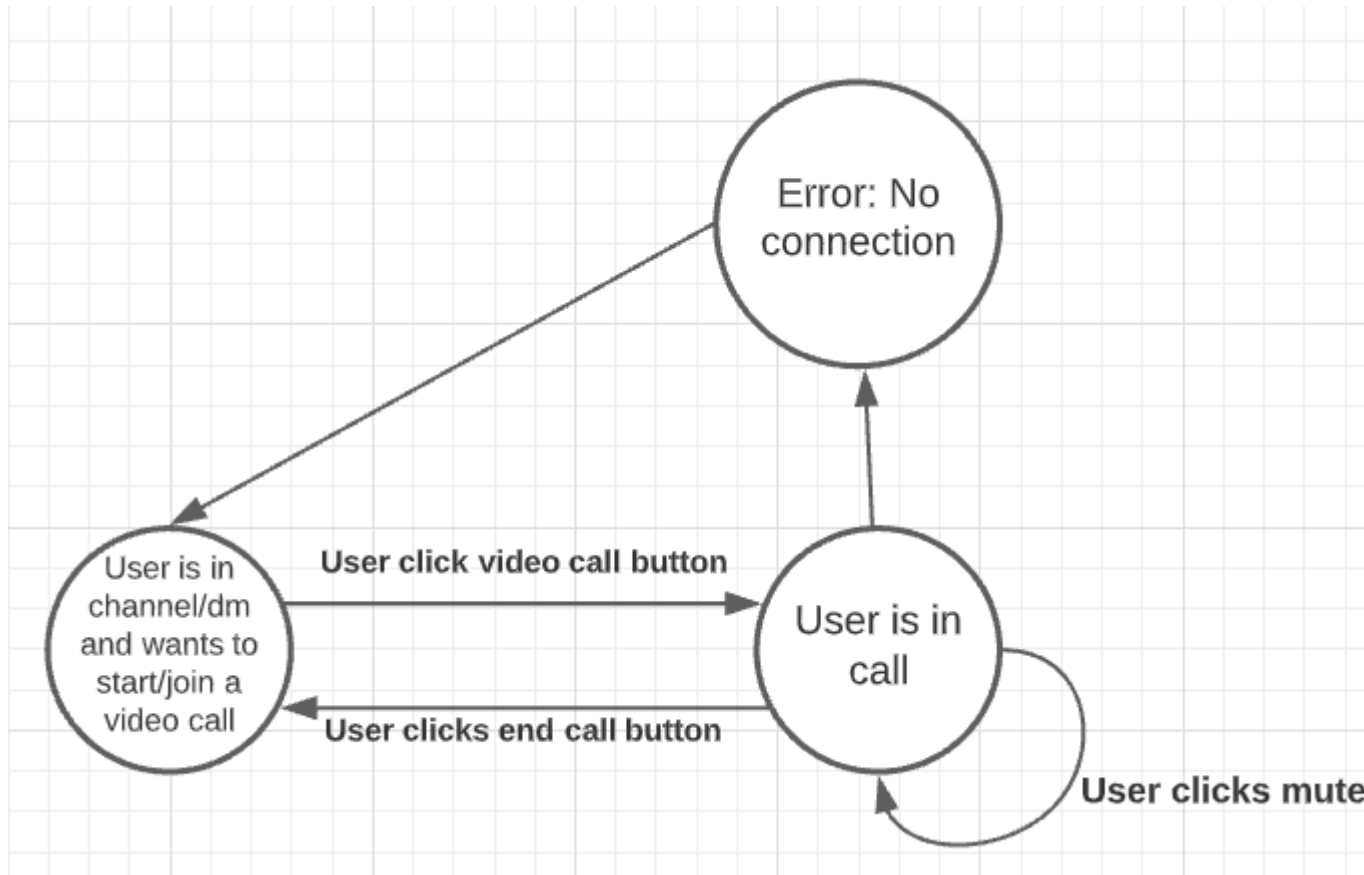 Error: No
connection
User is in
channel/dm
and wants to
start/join a
video call
User click video call button
User is in
call
User clicks end call button
User clicks mute